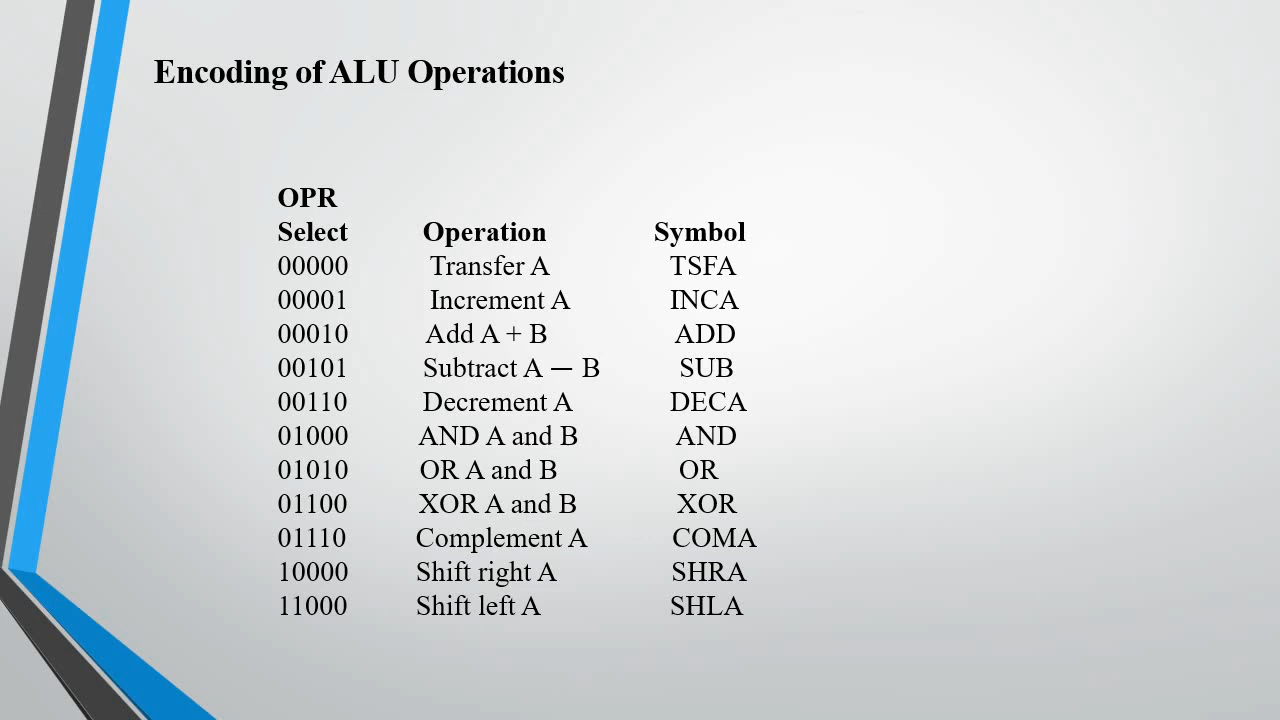 Encoding of ALU Operations
OPR
Select Operation Symbol
00000 Transfer A TSFA
00001 Increment A INCA
00010 Add A + B ADD
00101 Subtract A — B SUB
00110 Decrement A DECA
01000 AND A and B AND
01010 OR A and B OR
01100 XOR A and B XOR
01110 Complement A COMA
10000 Shift right A SHRA
11000 Shift left A SHLA